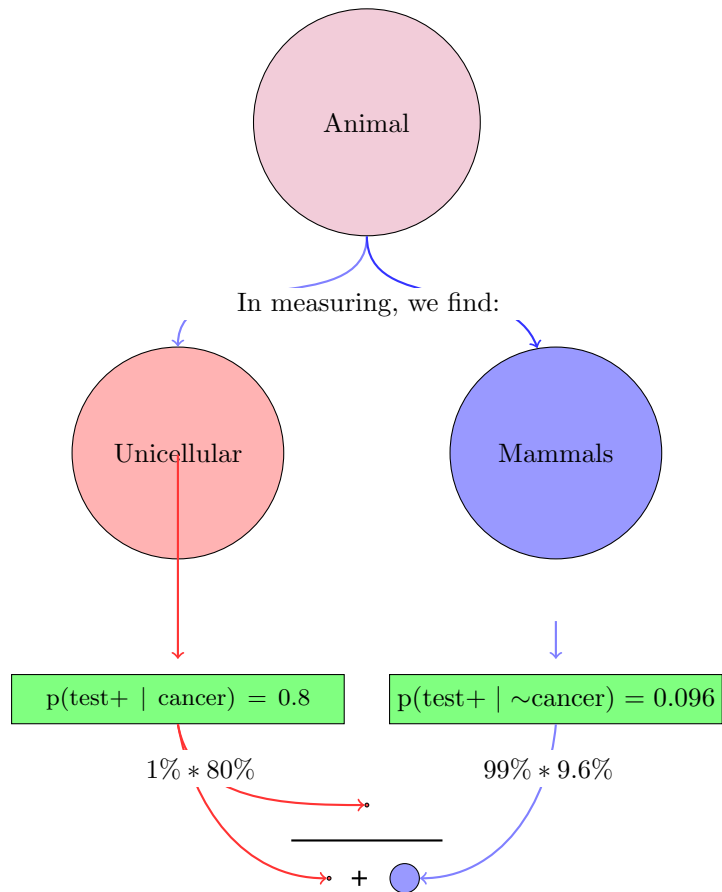 Animal
In measuring, we find:
Unicellular
Mammals
p(test+ | cancer) = 0.8
p(test+ | ∼cancer) = 0.096
1% ∗ 80%
99% ∗ 9.6%
+